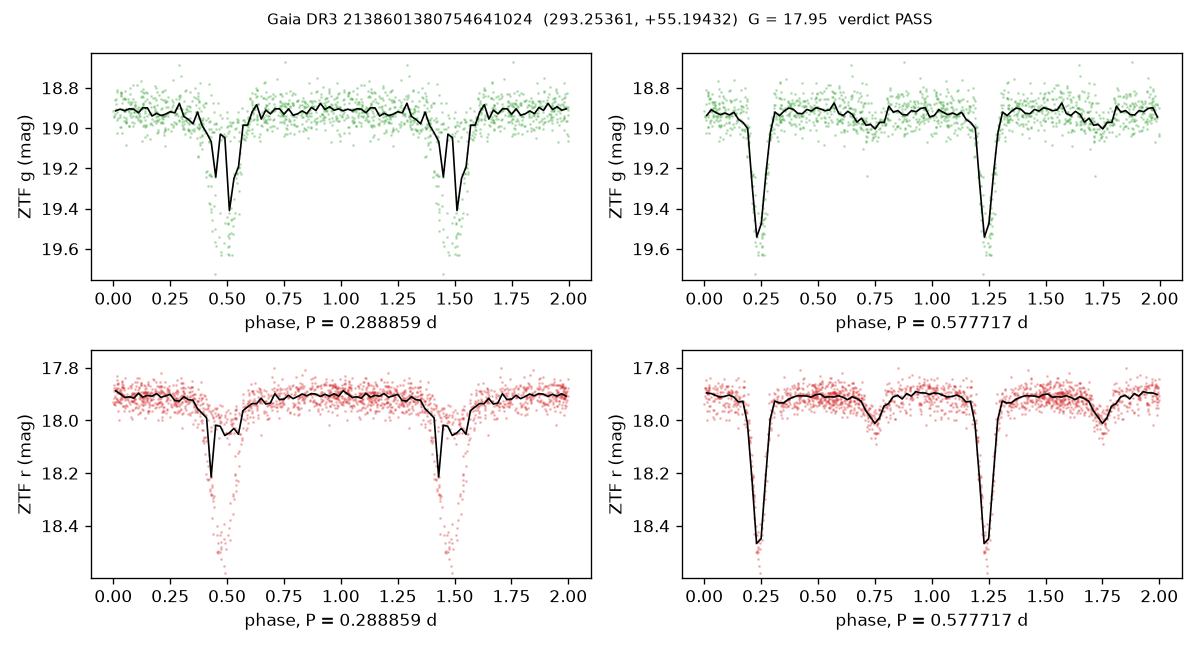 Gaia DR3 2138601380754641024 (293.25361, +55.19432) G = 17.95 verdict PASS
ZTF g (mag)
18.8
19.0
19.2
19.4
19.6
0.00 0.25 0.50 0.75 1.00 1.25 1.50 1.75 2.00
phase, P = 0.288859 d
ZTF g (mag)
18.8
19.0
19.2
19.4
19.6
0.00 0.25 0.50 0.75 1.00 1.25 1.50 1.75 2.00
phase, P = 0.577717 d
ZTF r (mag)
17.8
18.0
18.2
18.4
0.00 0.25 0.50 0.75 1.00 1.25 1.50 1.75 2.00
phase, P = 0.288859 d
ZTF r (mag)
17.8
18.0
18.2
18.4
0.00 0.25 0.50 0.75 1.00 1.25 1.50 1.75 2.00
phase, P = 0.577717 d